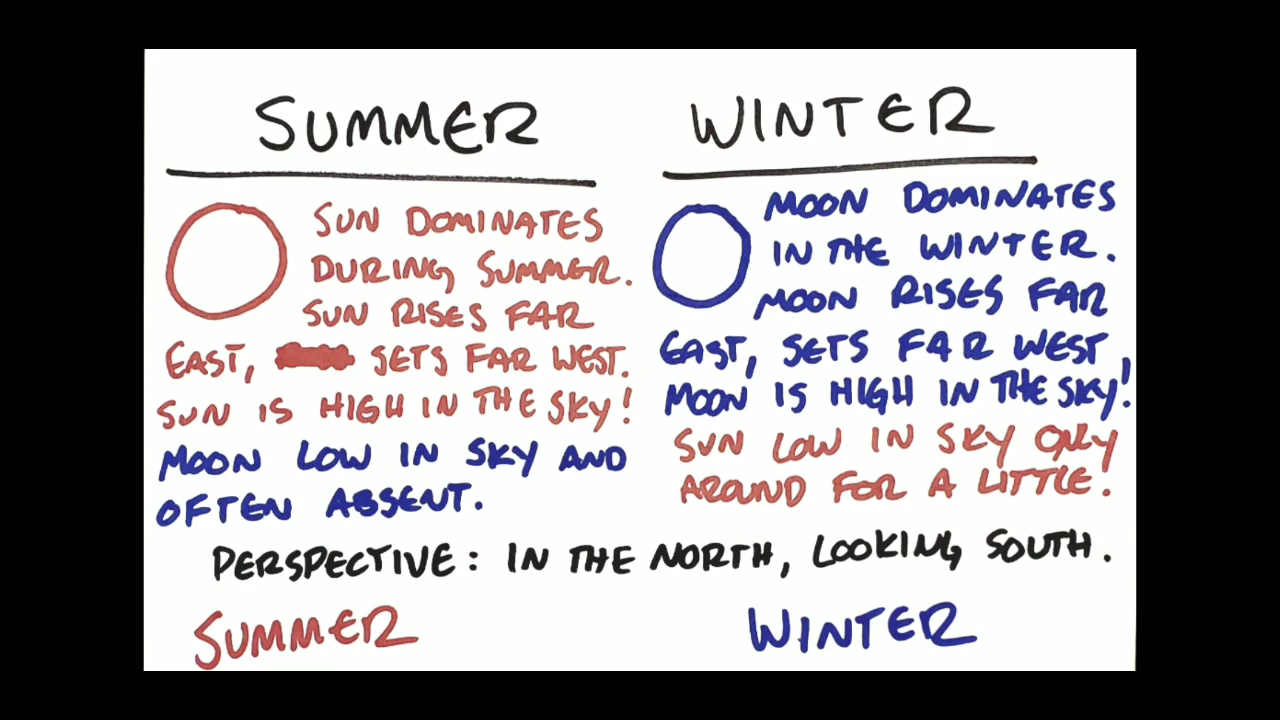 SUMMER
SUN DOMINATES
DURING SUMMER.
SUN RISES FAR
EAST, SETS FAR WEST.
SUN IS HIGH IN THE SKY!
MOON LOW IN SKY AND
OFTEN ABSENT.
WINTER
MOON DOMINATES
IN THE WINTER.
MOON RISES FAR
EAST, SETS FAR WEST,
MOON IS HIGH IN THE SKY!
SUN LOW IN SKY ONLY
AROUND FOR A LITTLE.
PERSPECTIVE: IN THE NORTH, LOOKING SOUTH.
SUMMER
WINTER